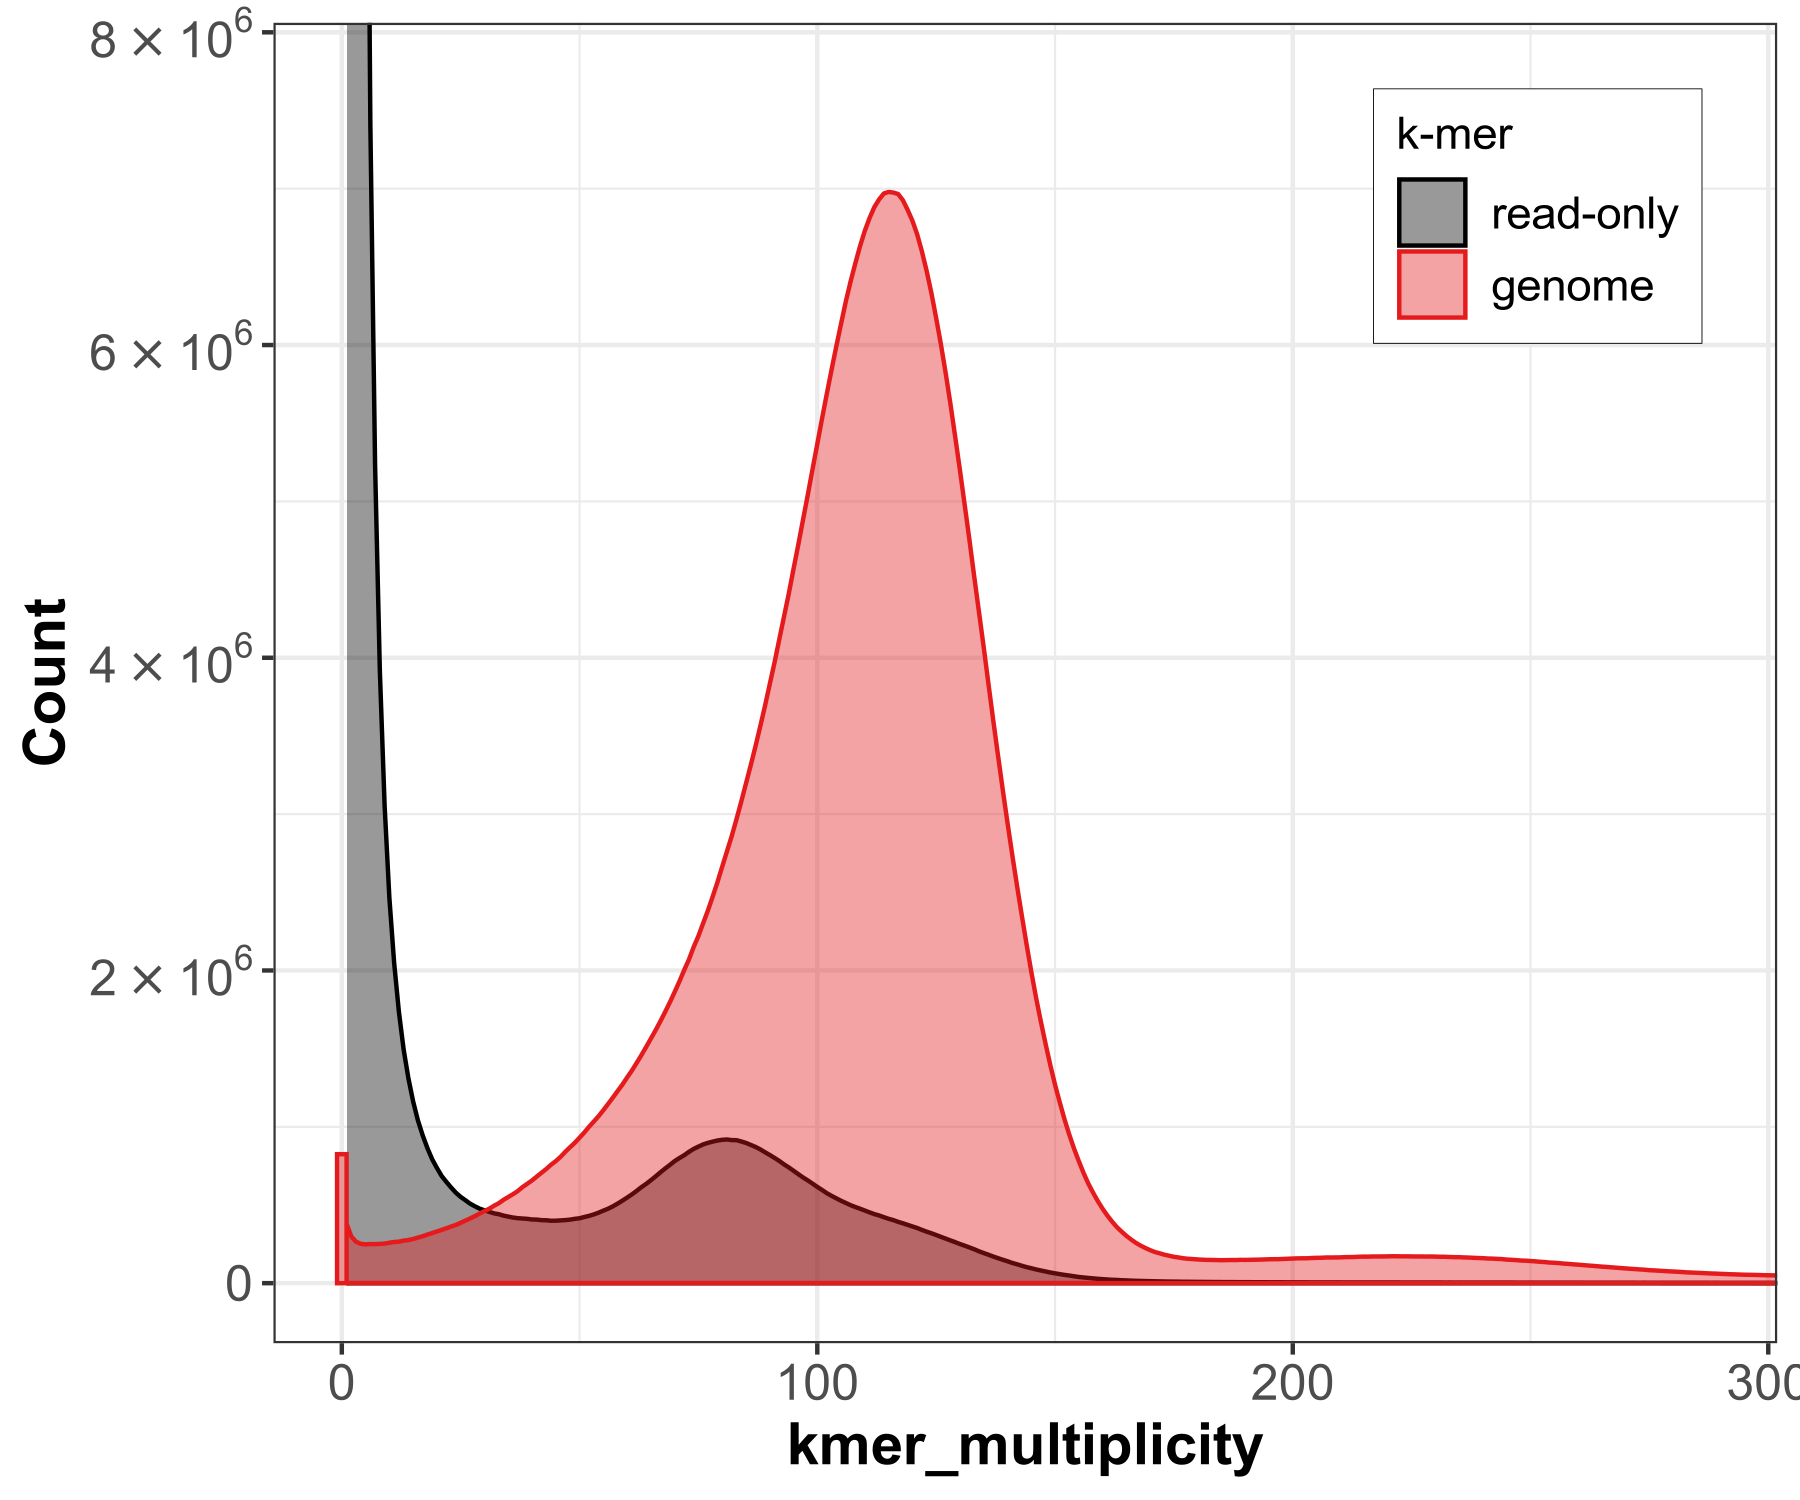 8 × 10⁶
6 × 10⁶
4 × 10⁶
2 × 10⁶
0
Count
0
100
200
300
kmer_multiplicity
k-mer
read-only
genome